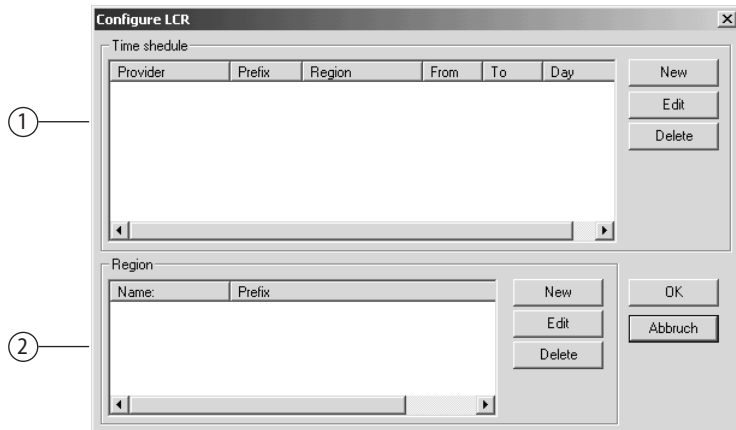 Configure LCR
Time shedule
Provider Prefix Region From To Day
New
Edit
Delete
1
Region
Name: Prefix
New
Edit
Delete
OK
Abbruch
2